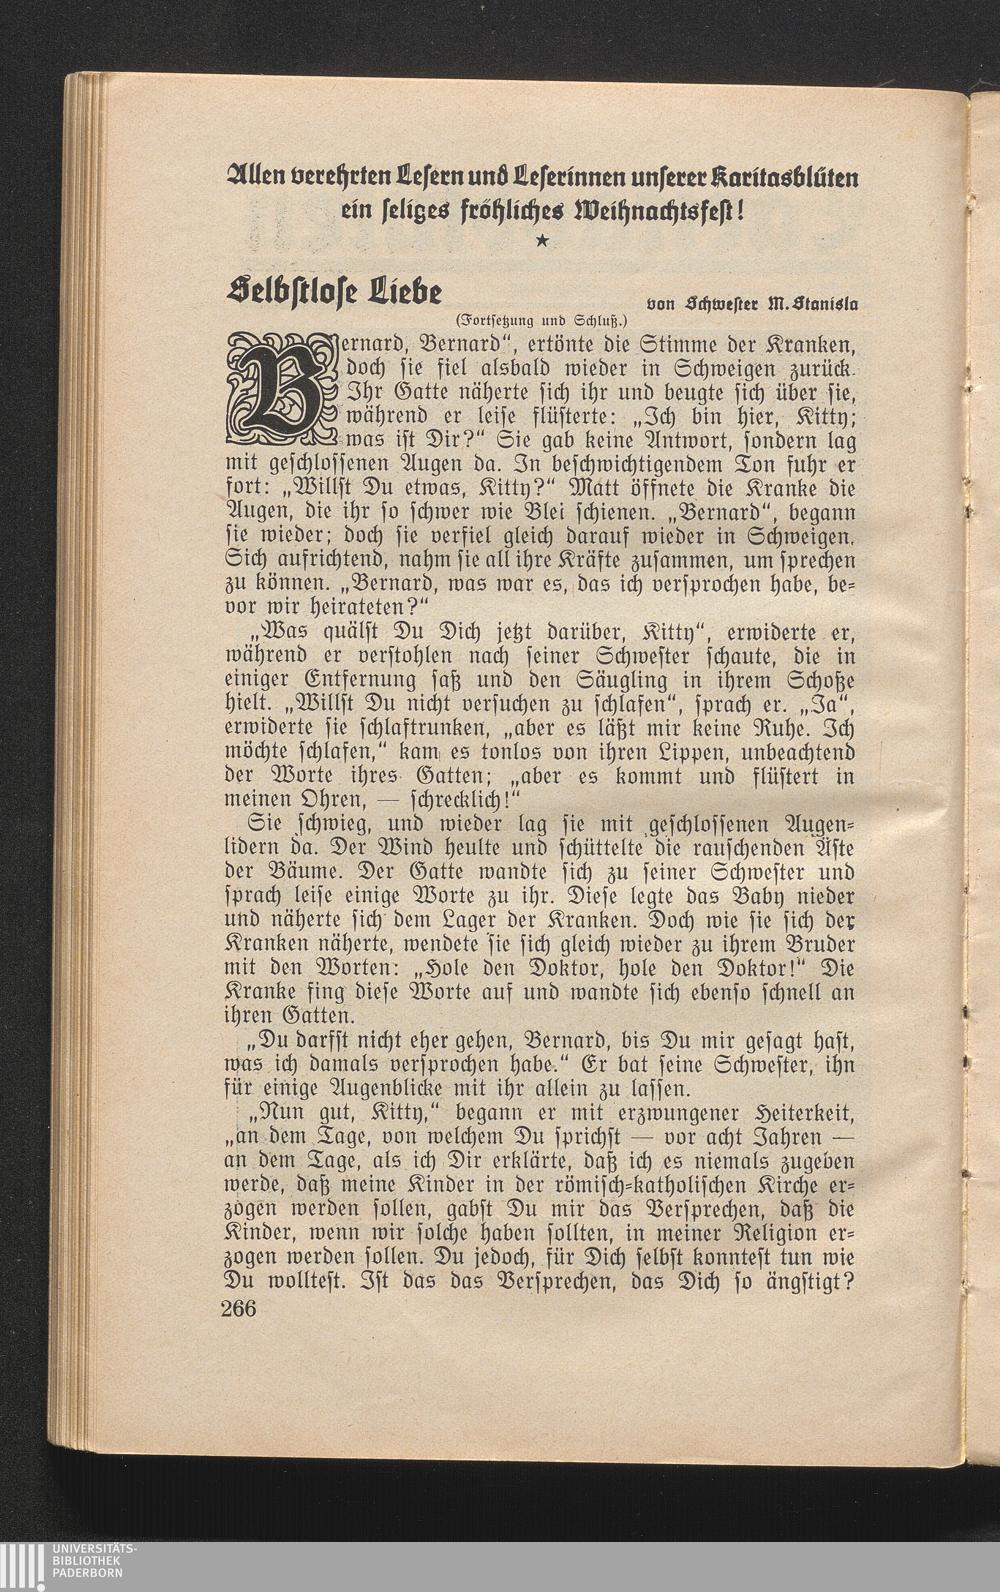 Allen verehrten Lesern und Leserinnen unserer Karitasblüten
ein seliges fröhliches Weihnachtsfest!
★
Selbstlose Liebe
von Schwester M. Stanisla
(Fortsetzung und Schluß.)
Bernard, Bernard“, ertönte die Stimme der Kranken,
doch sie fiel alsbald wieder in Schweigen zurück.
Ihr Gatte näherte sich ihr und beugte sich über sie,
während er leise flüsterte: „Ich bin hier, Kitty;
was ist Dir?“ Sie gab keine Antwort, sondern lag
mit geschlossenen Augen da. In beschwichtigendem Ton fuhr er
fort: „Willst Du etwas, Kitty?“ Matt öffnete die Kranke die
Augen, die ihr so schwer wie Blei schienen. „Bernard“, begann
sie wieder; doch sie verfiel gleich darauf wieder in Schweigen.
Sich aufrichtend, nahm sie all ihre Kräfte zusammen, um sprechen
zu können. „Bernard, was war es, das ich versprochen habe, be-
vor wir heirateten?“
„Was quälst Du Dich jetzt darüber, Kitty“, erwiderte er,
während er verstohlen nach seiner Schwester schaute, die in
einiger Entfernung saß und den Säugling in ihrem Schoße
hielt. „Willst Du nicht versuchen zu schlafen“, sprach er. „Ja“,
erwiderte sie schlaftrunken, „aber es läßt mir keine Ruhe. Ich
möchte schlafen,“ kam es tonlos von ihren Lippen, unbeachtend
der Worte ihres Gatten; „aber es kommt und flüstert in
meinen Ohren, — schrecklich!“
Sie schwieg, und wieder lag sie mit geschlossenen Augen-
lidern da. Der Wind heulte und schüttelte die rauschenden Äste
der Bäume. Der Gatte wandte sich zu seiner Schwester und
sprach leise einige Worte zu ihr. Diese legte das Baby nieder
und näherte sich dem Lager der Kranken. Doch wie sie sich der
Kranken näherte, wendete sie sich gleich wieder zu ihrem Bruder
mit den Worten: „Hole den Doktor, hole den Doktor!“ Die
Kranke fing diese Worte auf und wandte sich ebenso schnell an
ihren Gatten.
„Du darfst nicht eher gehen, Bernard, bis Du mir gesagt hast,
was ich damals versprochen habe.“ Er bat seine Schwester, ihn
für einige Augenblicke mit ihr allein zu lassen.
„Nun gut, Kitty,“ begann er mit erzwungener Heiterkeit,
„an dem Tage, von welchem Du sprichst — vor acht Jahren —
an dem Tage, als ich Dir erklärte, daß ich es niemals zugeben
werde, daß meine Kinder in der römisch-katholischen Kirche er-
zogen werden sollen, gabst Du mir das Versprechen, daß die
Kinder, wenn wir solche haben sollten, in meiner Religion er-
zogen werden sollen. Du jedoch, für Dich selbst konntest tun wie
Du wolltest. Ist das das Versprechen, das Dich so ängstigt?
266
UNIVERSITÄTS-
BIBLIOTHEK
PADERBORN